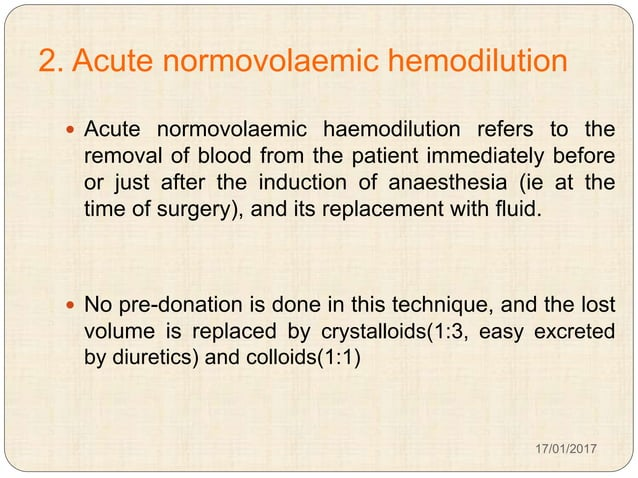 2. Acute normovolaemic hemodilution
• Acute normovolaemic haemodilution refers to the
removal of blood from the patient immediately before
or just after the induction of anaesthesia (ie at the
time of surgery), and its replacement with fluid.
• No pre-donation is done in this technique, and the lost
volume is replaced by crystalloids(1:3, easy excreted
by diuretics) and colloids(1:1)
17/01/2017